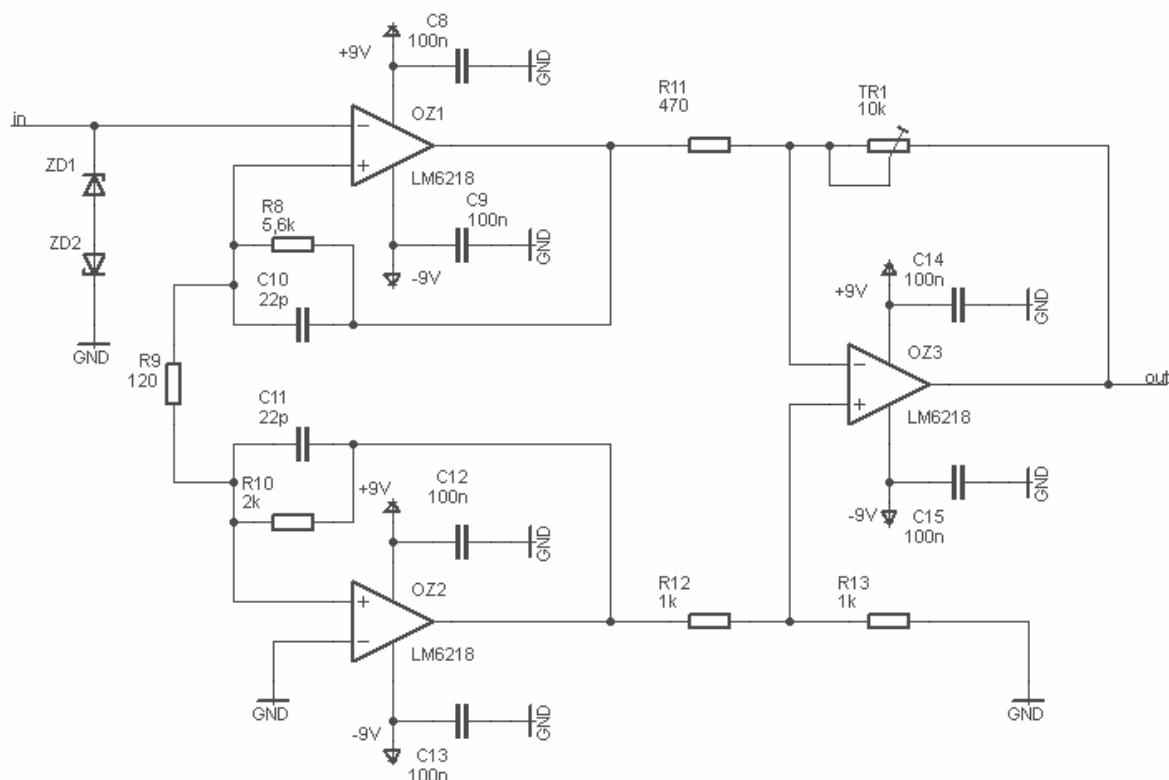 C8
100n
+9V
GND
R11
470
TR1
10k
in
OZ1
ZD1
LM6218
R8
5,6k
C9
100n
GND
ZD2
C10
22p
-9V
C14
100n
+9V
GND
GND
R9
120
OZ3
out
C11
22p
LM6218
R10
2k
+9V
C12
100n
GND
-9V
C15
100n
GND
OZ2
R12
1k
R13
1k
LM6218
GND
GND
-9V
C13
100n
GND